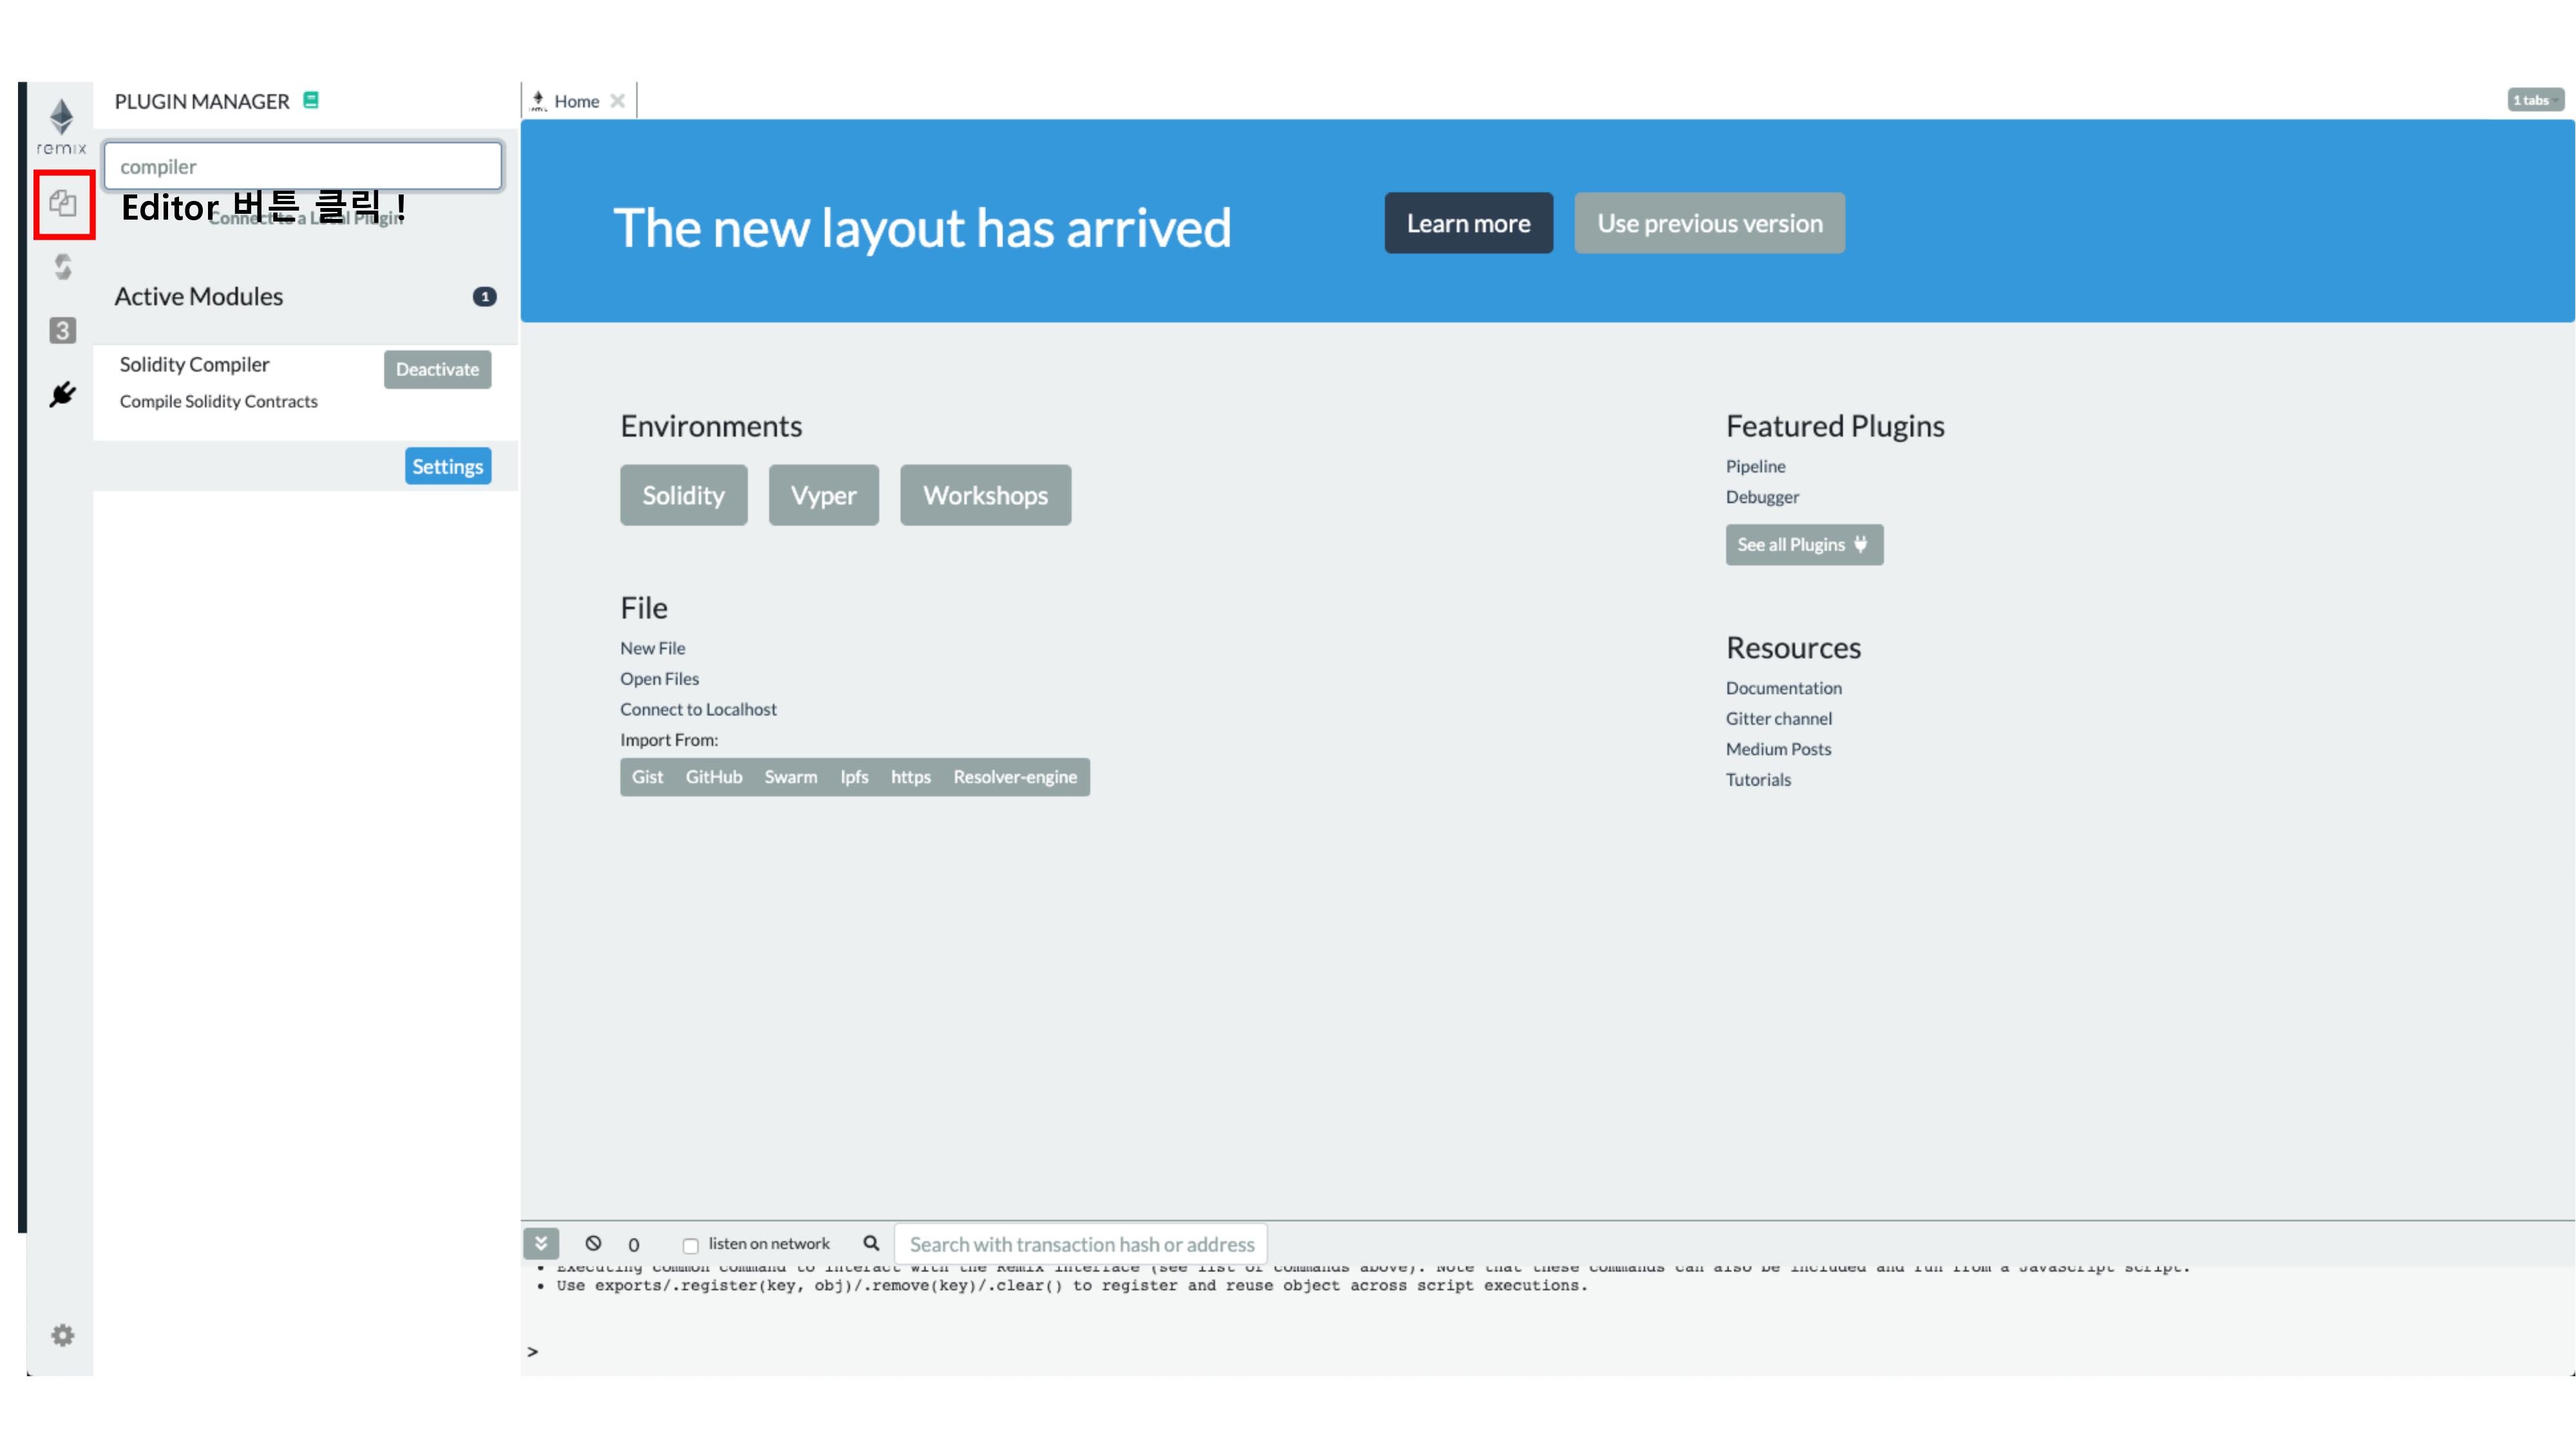 remix
PLUGIN MANAGER
compiler
Editor 버튼 클릭 !
Connect to a Local Plugin
Active Modules
1
3
Solidity Compiler
Deactivate
Compile Solidity Contracts
Settings
Home
1 tabs
The new layout has arrived
Learn more
Use previous version
Environments
Solidity Vyper Workshops
File
New File
Open Files
Connect to Localhost
Import From:
Gist GitHub Swarm Ipfs https Resolver-engine
Featured Plugins
Pipeline
Debugger
See all Plugins
Resources
Documentation
Gitter channel
Medium Posts
Tutorials
0 listen on network Search with transaction hash or address
• Executing common command to interact with the Remix interface (see list of commands above). Note that these commands can also be included and run from a JavaScript script.
• Use exports/.register(key, obj)/.remove(key)/.clear() to register and reuse object across script executions.
>